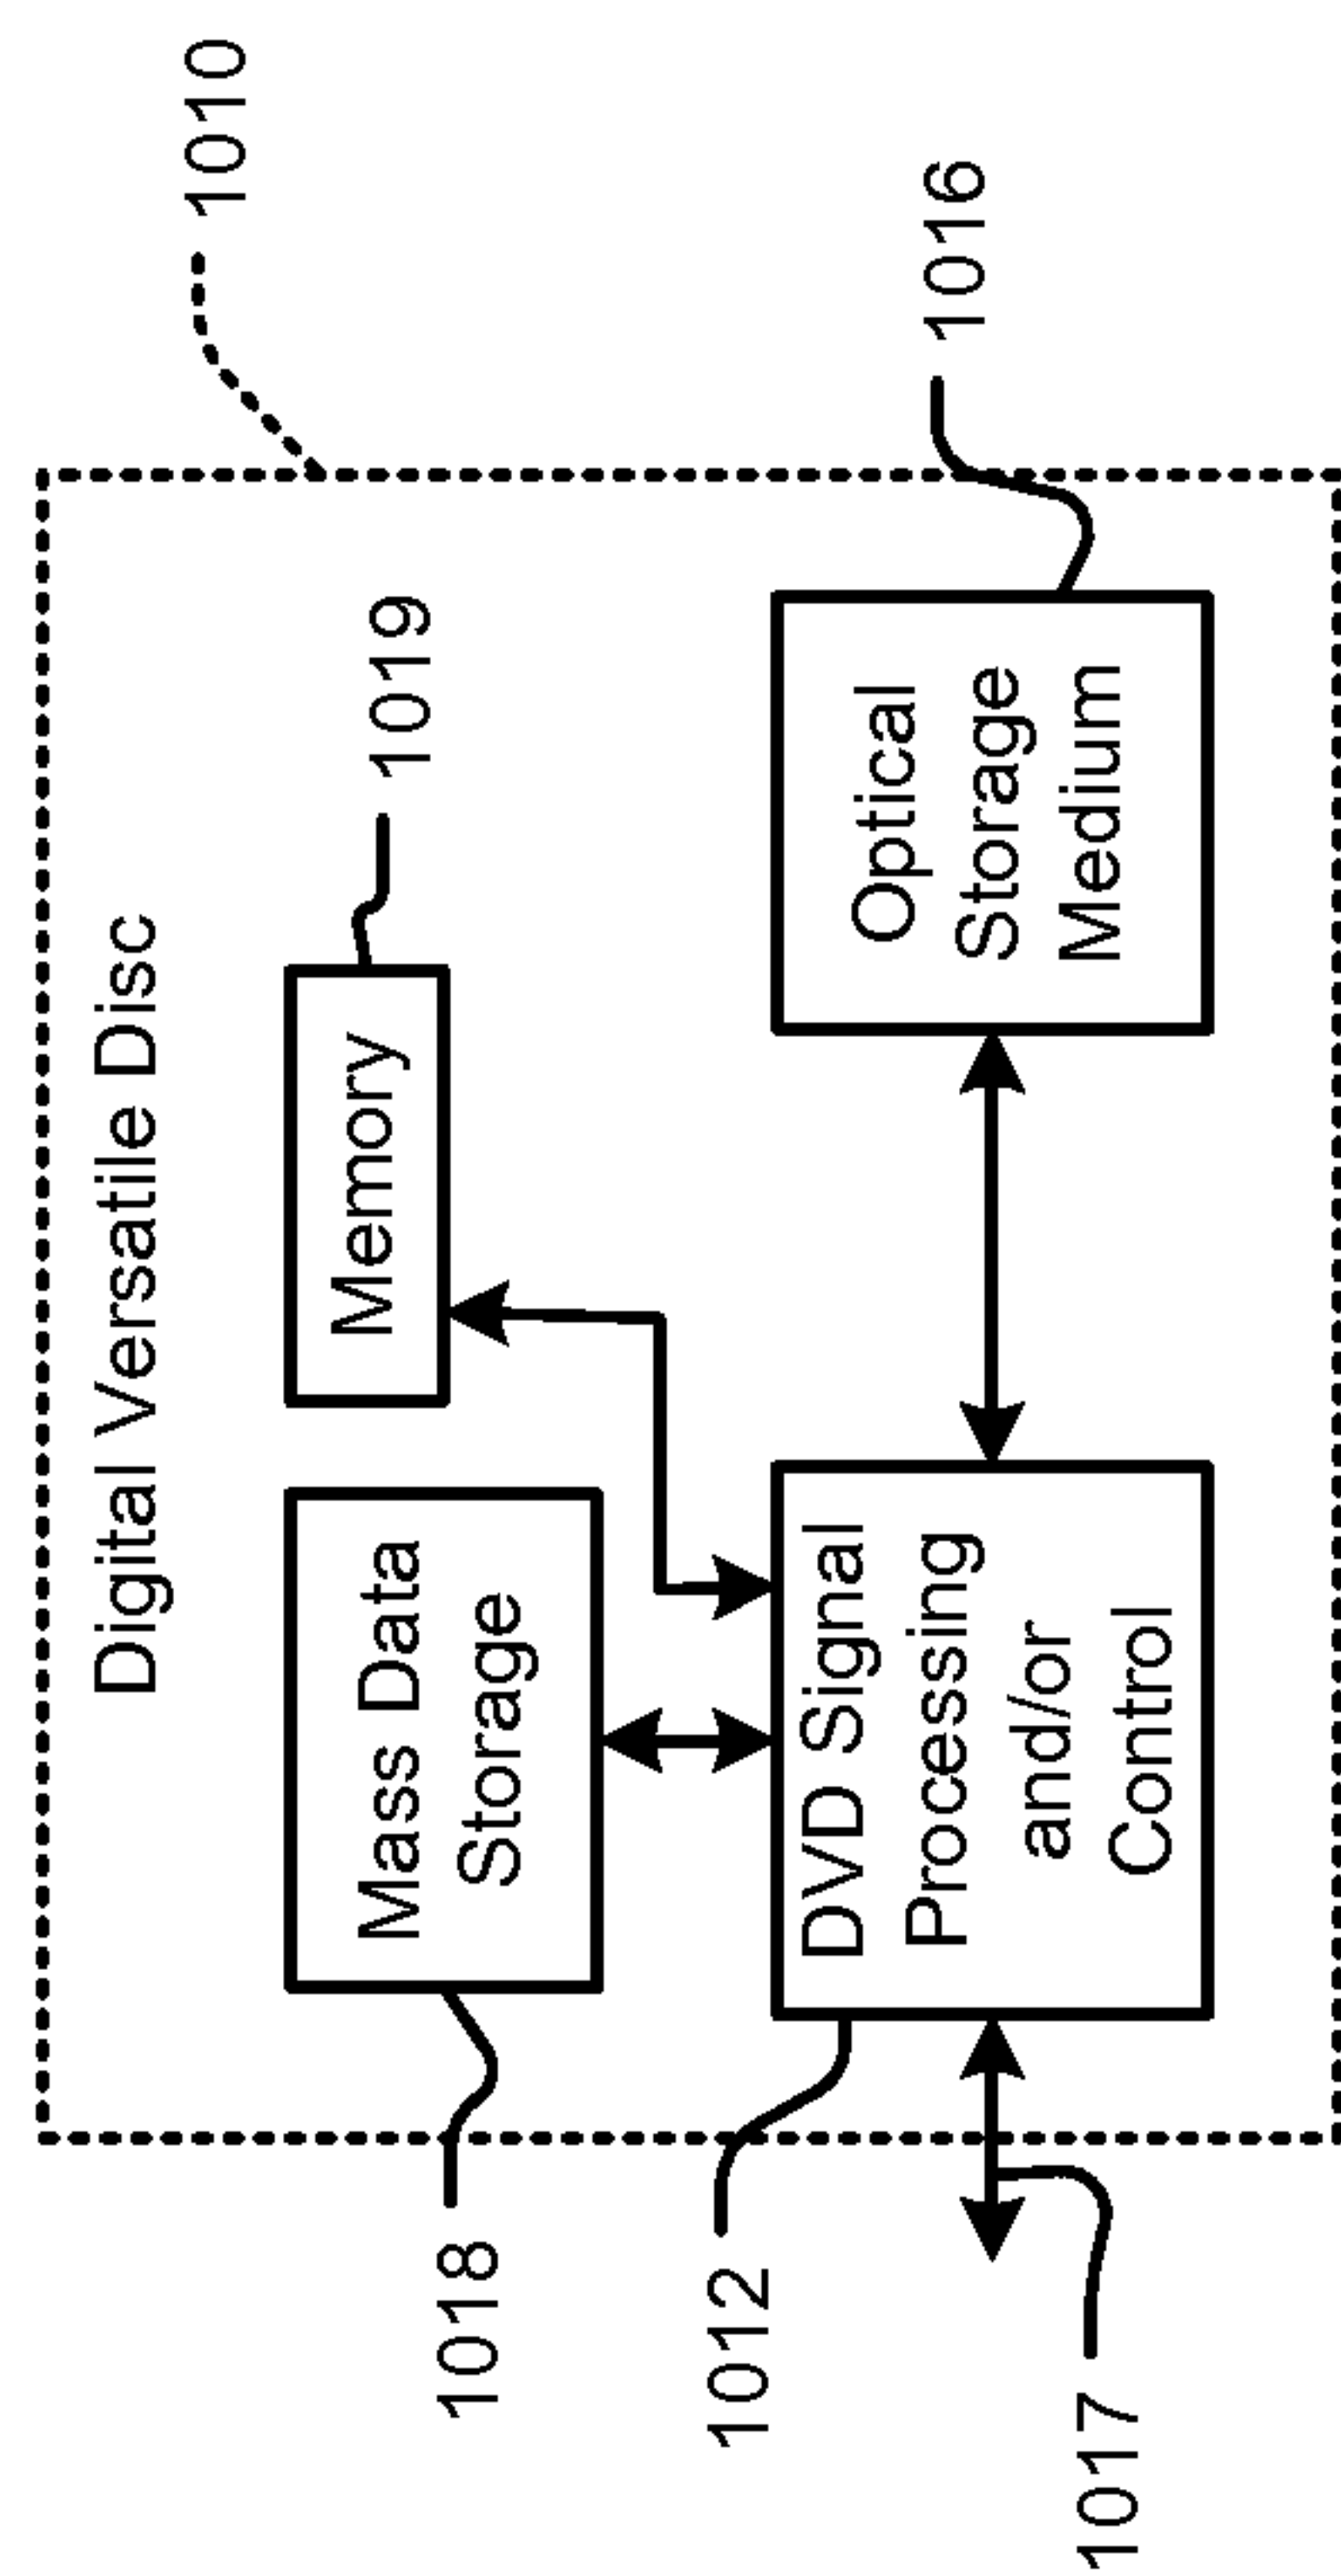 Digital Versatile Disc
1010
1018
Mass Data
Storage
Memory
1019
1012
DVD Signal
Processing
and/or
Control
Optical
Storage
Medium
1016
1017